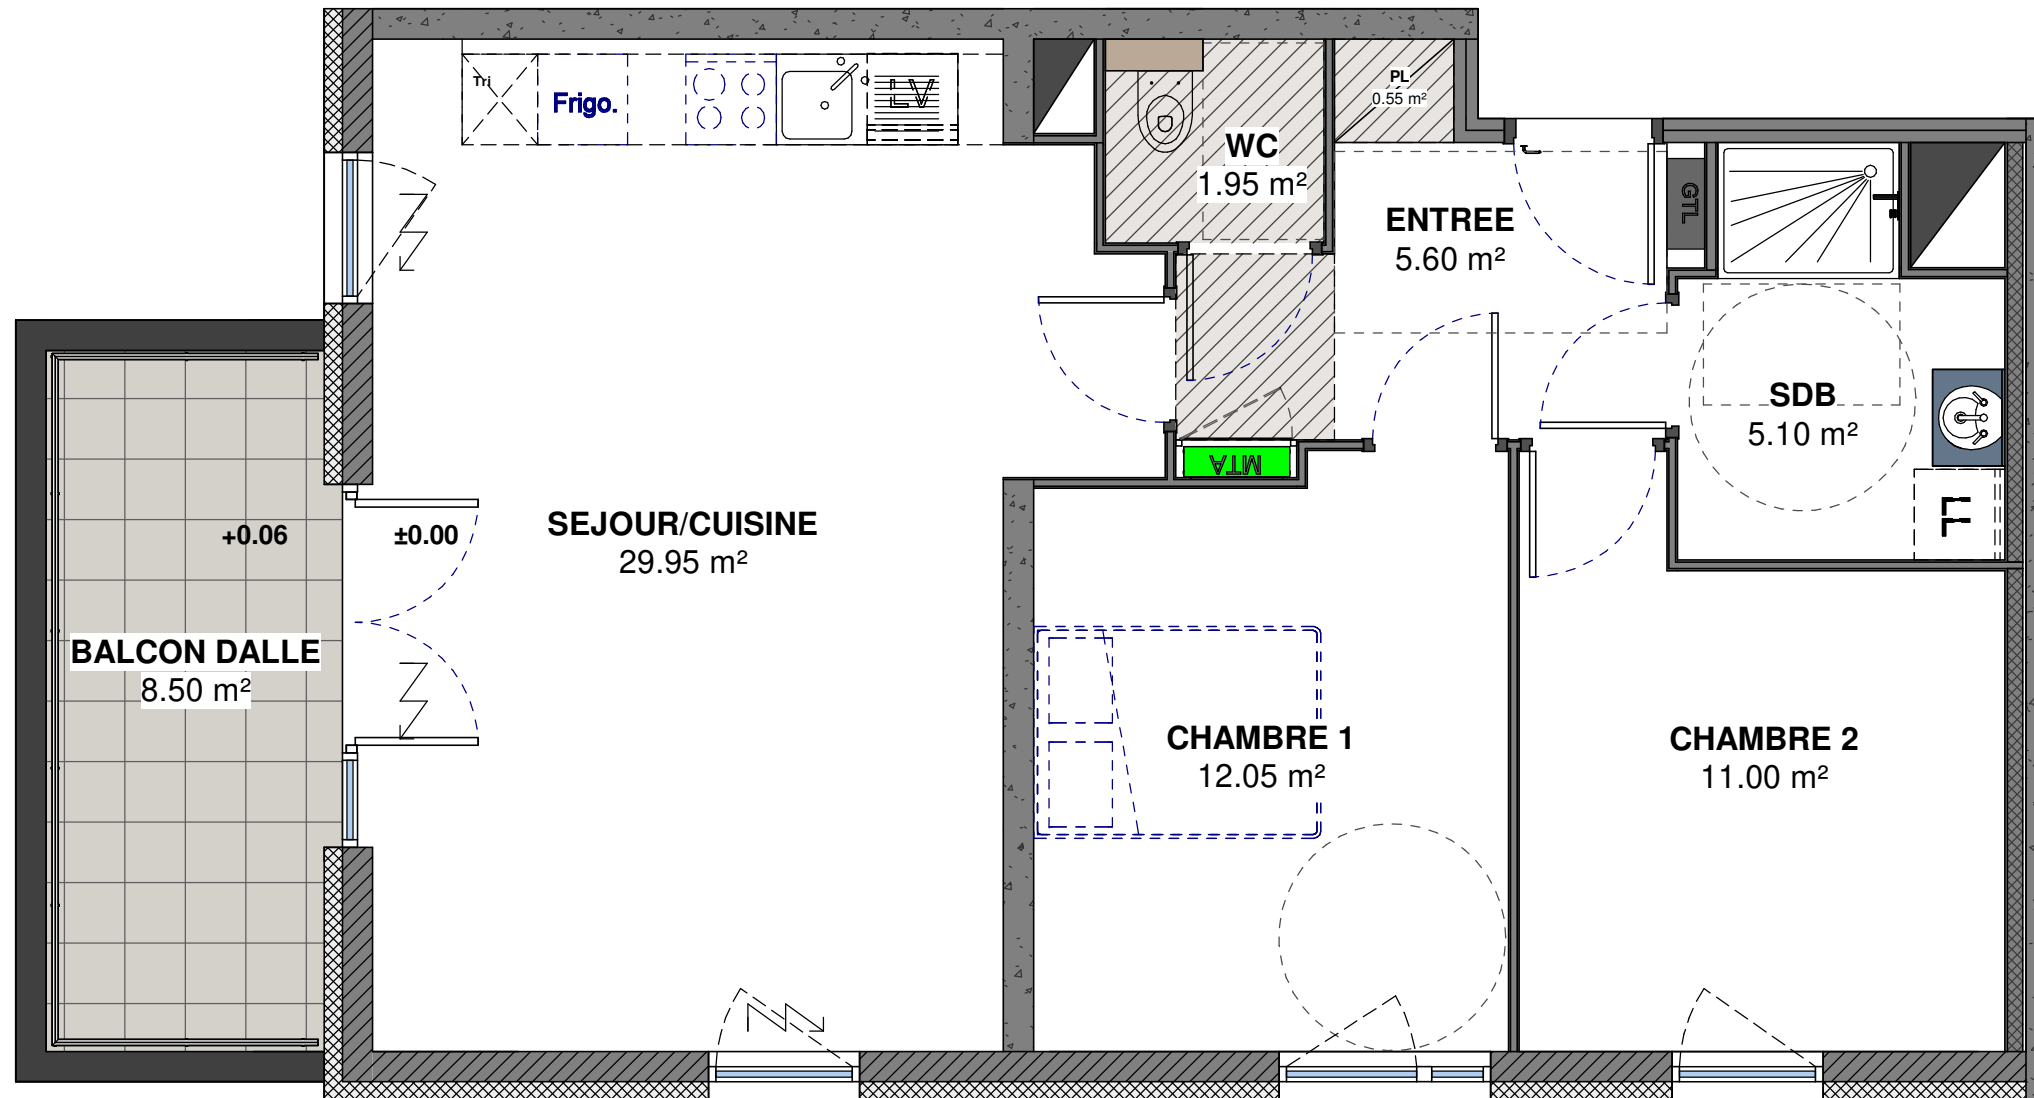 Tri
Frigo.
LV
WC
1.95 m²
PL
0.55 m²
ENTREE
5.60 m²
GTL
SDB
5.10 m²
LL
MTA
+0.06
±0.00
SEJOUR/CUISINE
29.95 m²
BALCON DALLE
8.50 m²
CHAMBRE 1
12.05 m²
CHAMBRE 2
11.00 m²